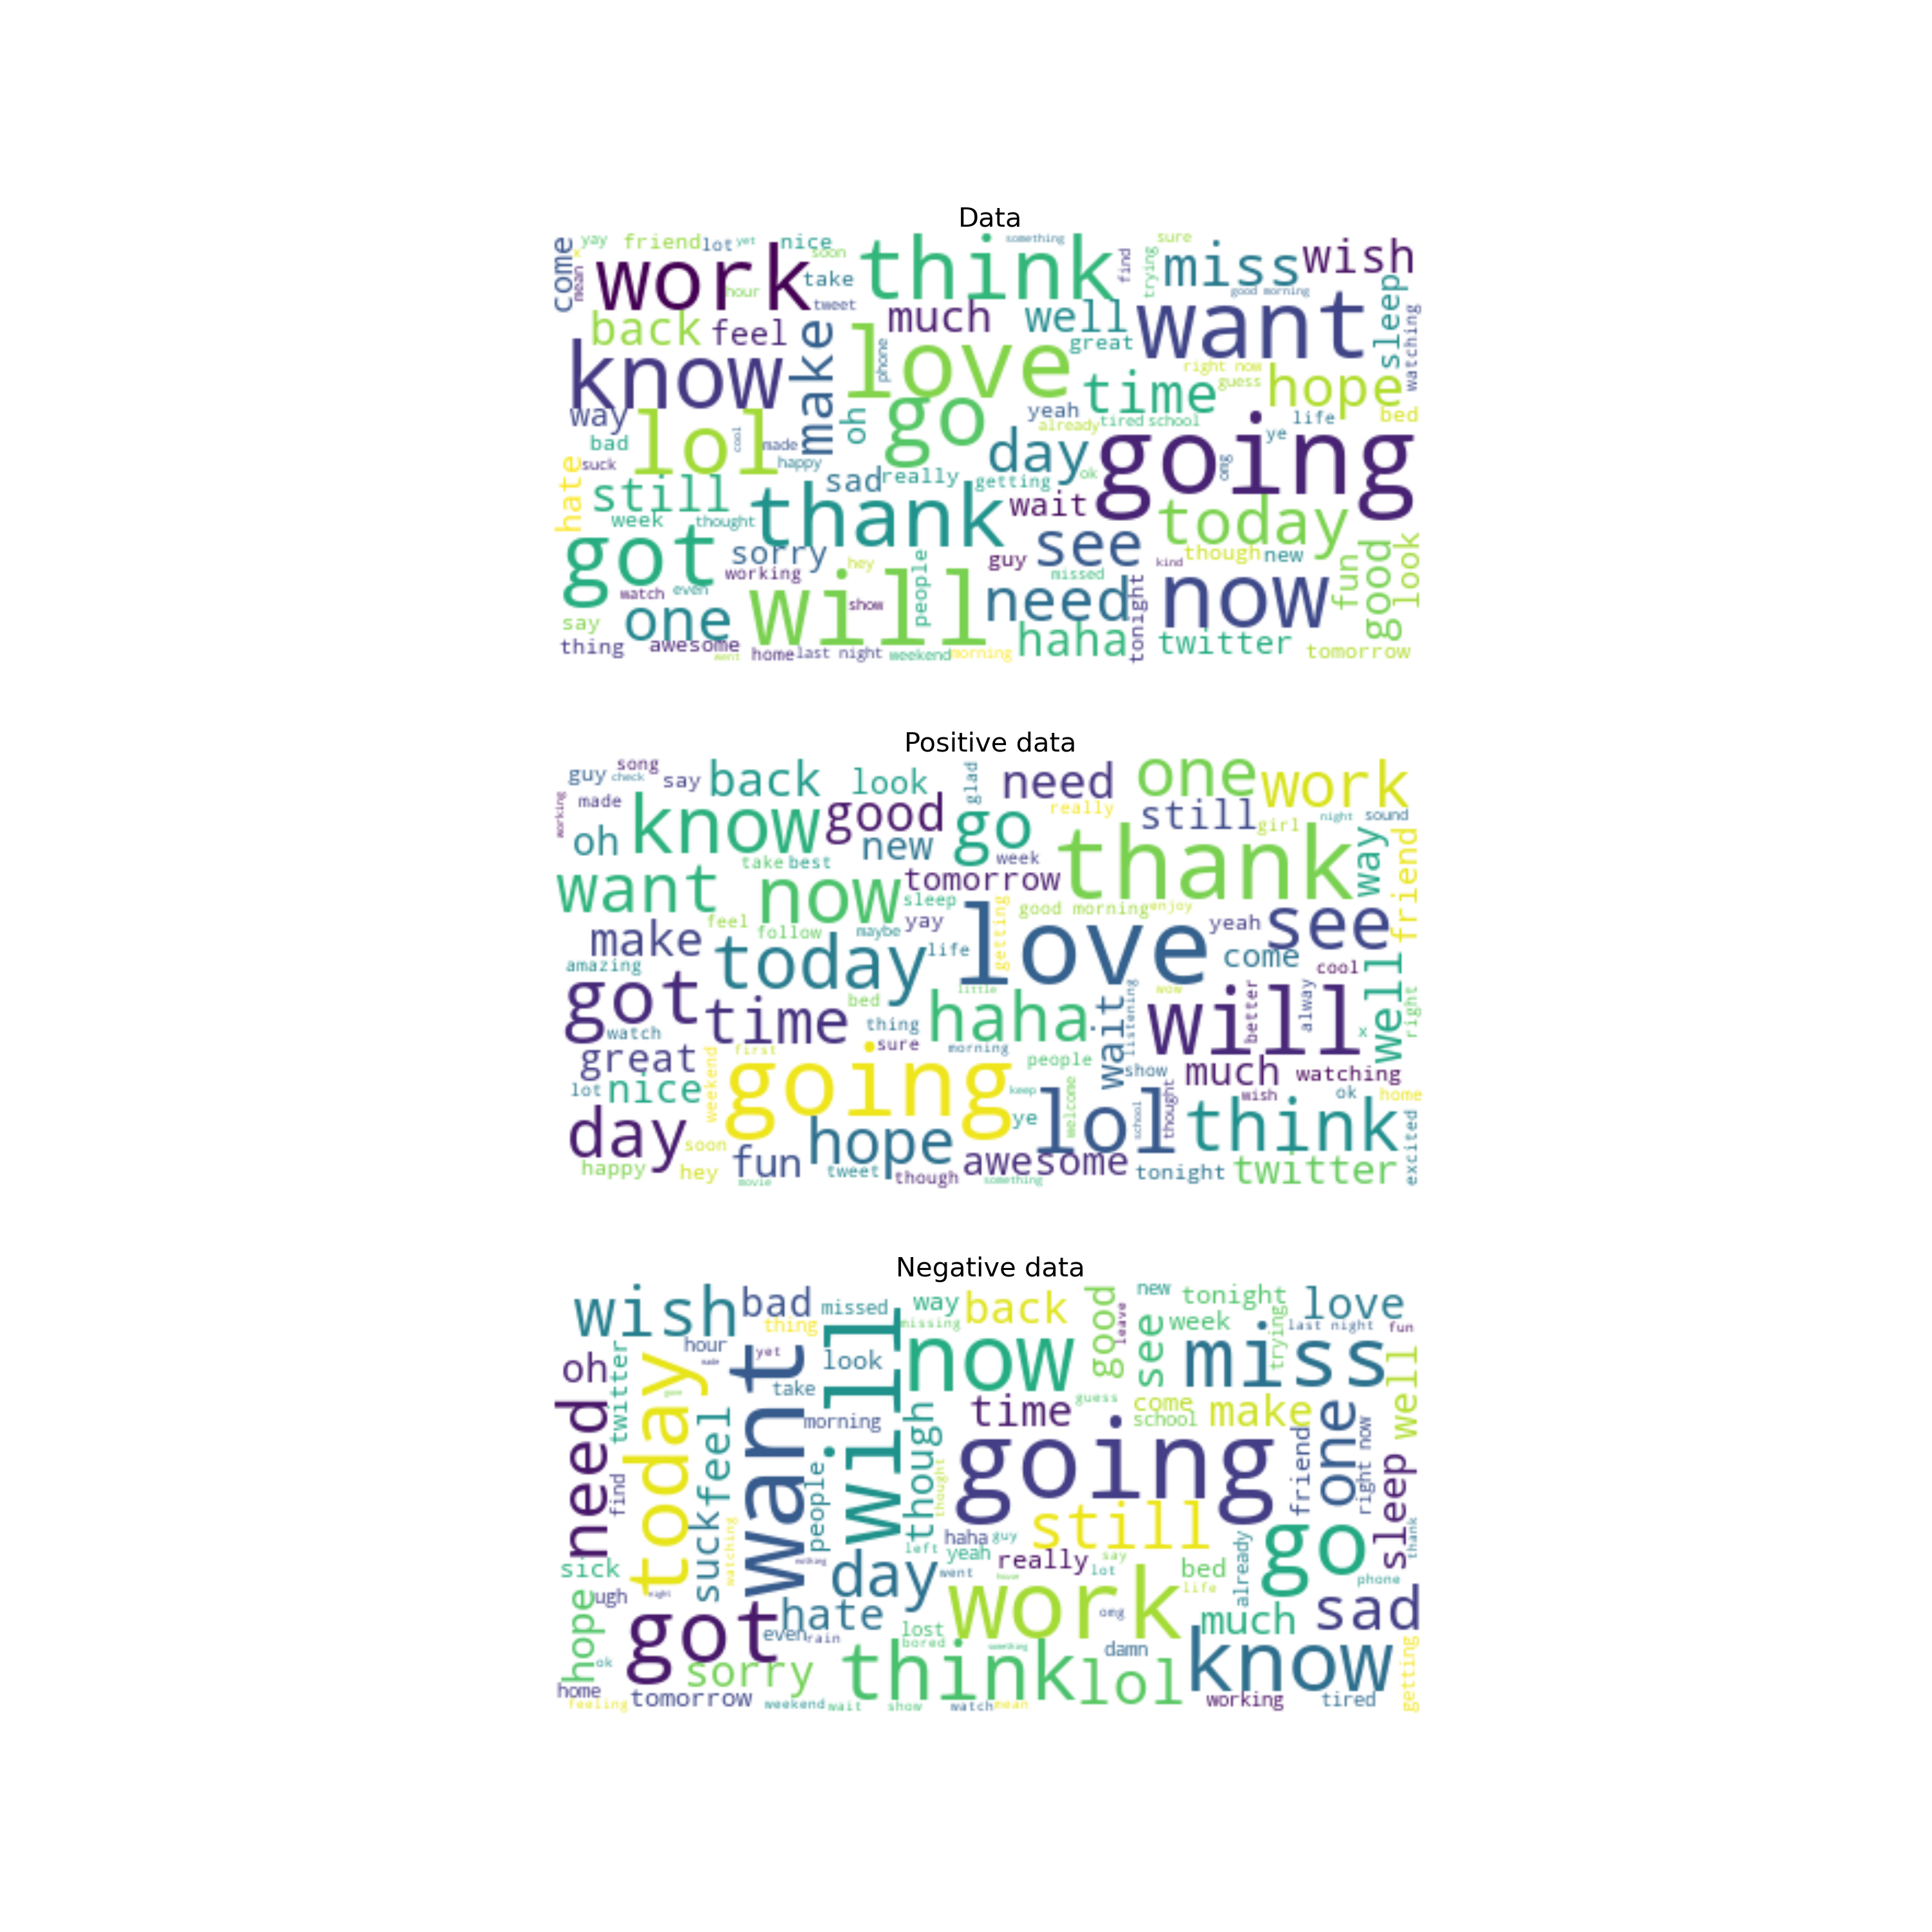 Data
come
yay
friend
lot
yet
nice
soon
think
something
find
trying
sure
miss
wish
x
mean
work
hour
take
tweet
good morning
sleep
watching
back
feel
make
much
well
want
great
know
love
phone
right now
guess
time
hope
way
lol
cool
made
oh
go
yeah
already
tired
school
life
bed
bad
suck
happy
day
going
ye
omg
hate
still
sad
really
getting
ok
week
thought
thank
wait
today
got
sorry
working
hey
people
guy
see
missed
kind
though
new
fun
good
look
watch
even
will
show
need
tonight
now
one
say
thing
awesome
went
home
last night
weekend
morning
haha
twitter
tomorrow
Positive data
guy
song
check
say
back
look
glad
need
one
work
working
made
know
good
go
really
still
girl
night
sound
oh
new
week
thank
way
friend
take
best
want
now
tomorrow
sleep
good morning
enjoy
feel
follow
maybe
yay
getting
love
yeah
see
make
today
life
come
cool
amazing
got
time
bed
little
haha
wait
listening
wow
will
better
alway
x
well
right
watch
thing
sure
morning
people
great
first
show
much
watching
lot
nice
weekend
going
keep
ye
welcome
lol
school
thought
wish
ok
home
day
soon
hope
think
excited
happy
hey
fun
tweet
movie
though
awesome
something
tonight
twitter
Negative data
wish
bad
missed
way
back
good
leave
new
tonight
love
thing
missing
will
now
see
week
trying
last night
fun
oh
twitter
hour
yet
look
miss
well
today
want
take
guess
come
need
feel
morning
though
time
school
make
one
right now
find
people
thought
going
friend
sleep
suck
watching
haha
guy
still
go
thank
sick
left
yeah
really
say
already
day
went
lot
bed
phone
hope
ugh
hate
work
life
omg
sad
got
even
rain
lost
bored
much
ok
sorry
think
something
damn
lol
know
getting
home
feeling
tomorrow
weekend
wait
show
watch
mean
working
tired